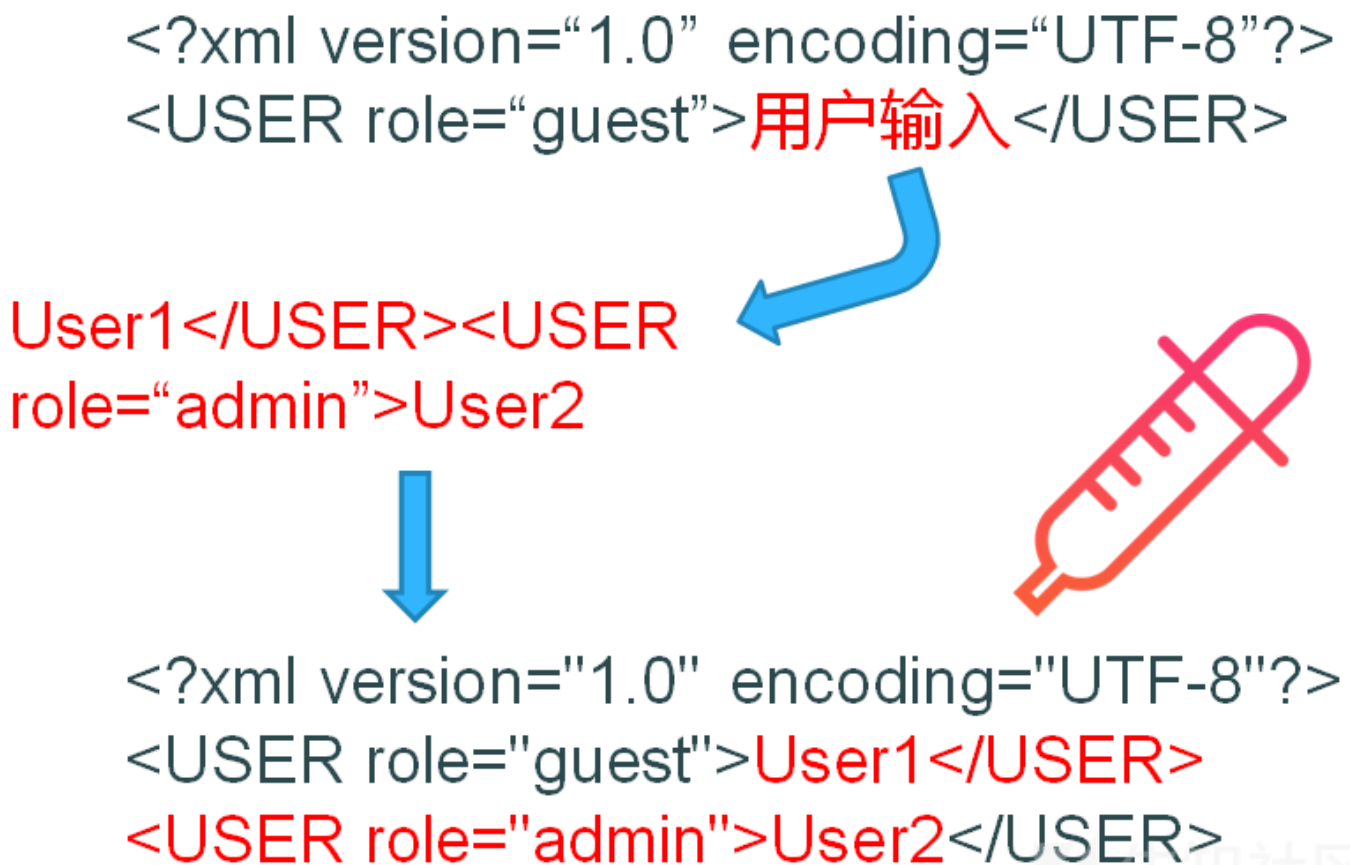 <?xml version=“1.0” encoding=“UTF-8”?>
<USER role=“guest”>用户输入</USER>
User1</USER><USER
role=“admin”>User2
<?xml version="1.0" encoding="UTF-8"?>
<USER role="guest">User1</USER>
<USER role="admin">User2</USER>